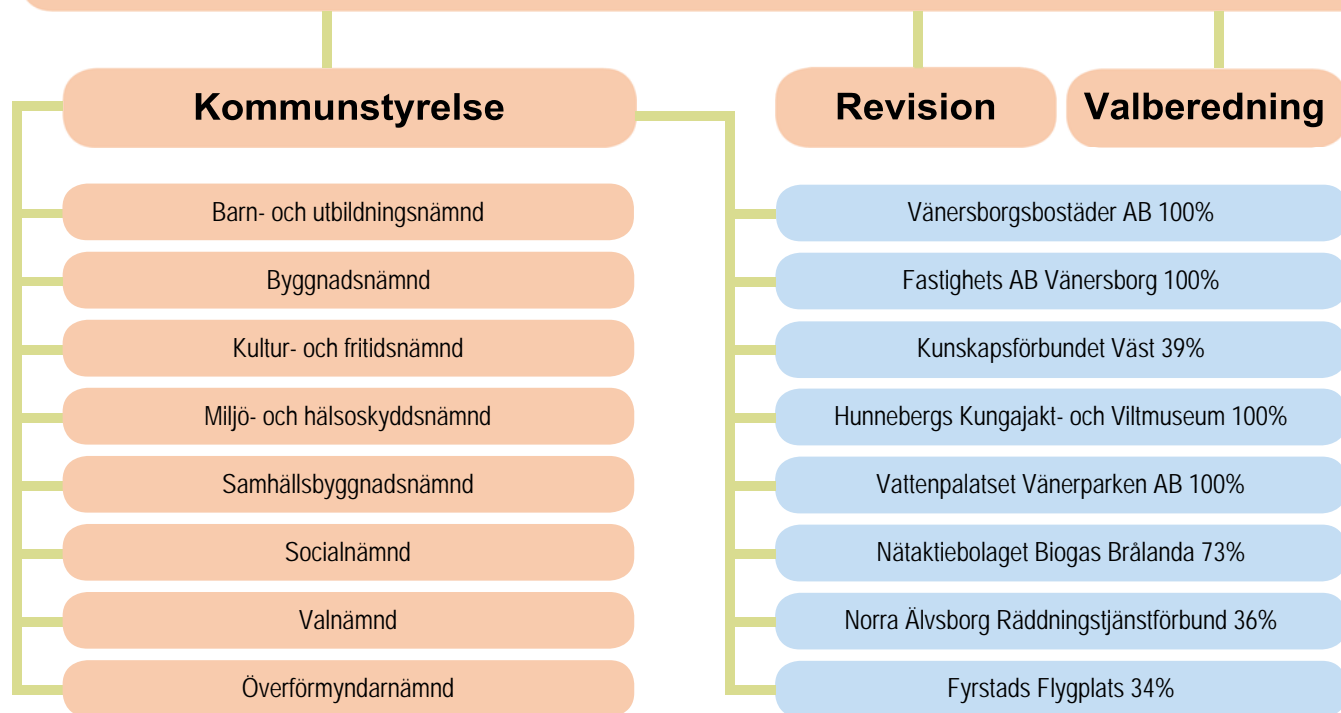 Kommunstyrelse
Revision
Valberedning
Barn- och utbildningsnämnd
Byggnadsnämnd
Kultur- och fritidsnämnd
Miljö- och hälsoskyddsnämnd
Samhällsbyggnadsnämnd
Socialnämnd
Valnämnd
Överförmyndarnämnd
Vänersborgsbostäder AB 100%
Fastighets AB Vänersborg 100%
Kunskapsförbundet Väst 39%
Hunnebergs Kungajakt- och Viltmuseum 100%
Vattenpalatset Vänerparken AB 100%
Nätaktiebolaget Biogas Brålanda 73%
Norra Älvsborg Räddningstjänstförbund 36%
Fyrstads Flygplats 34%